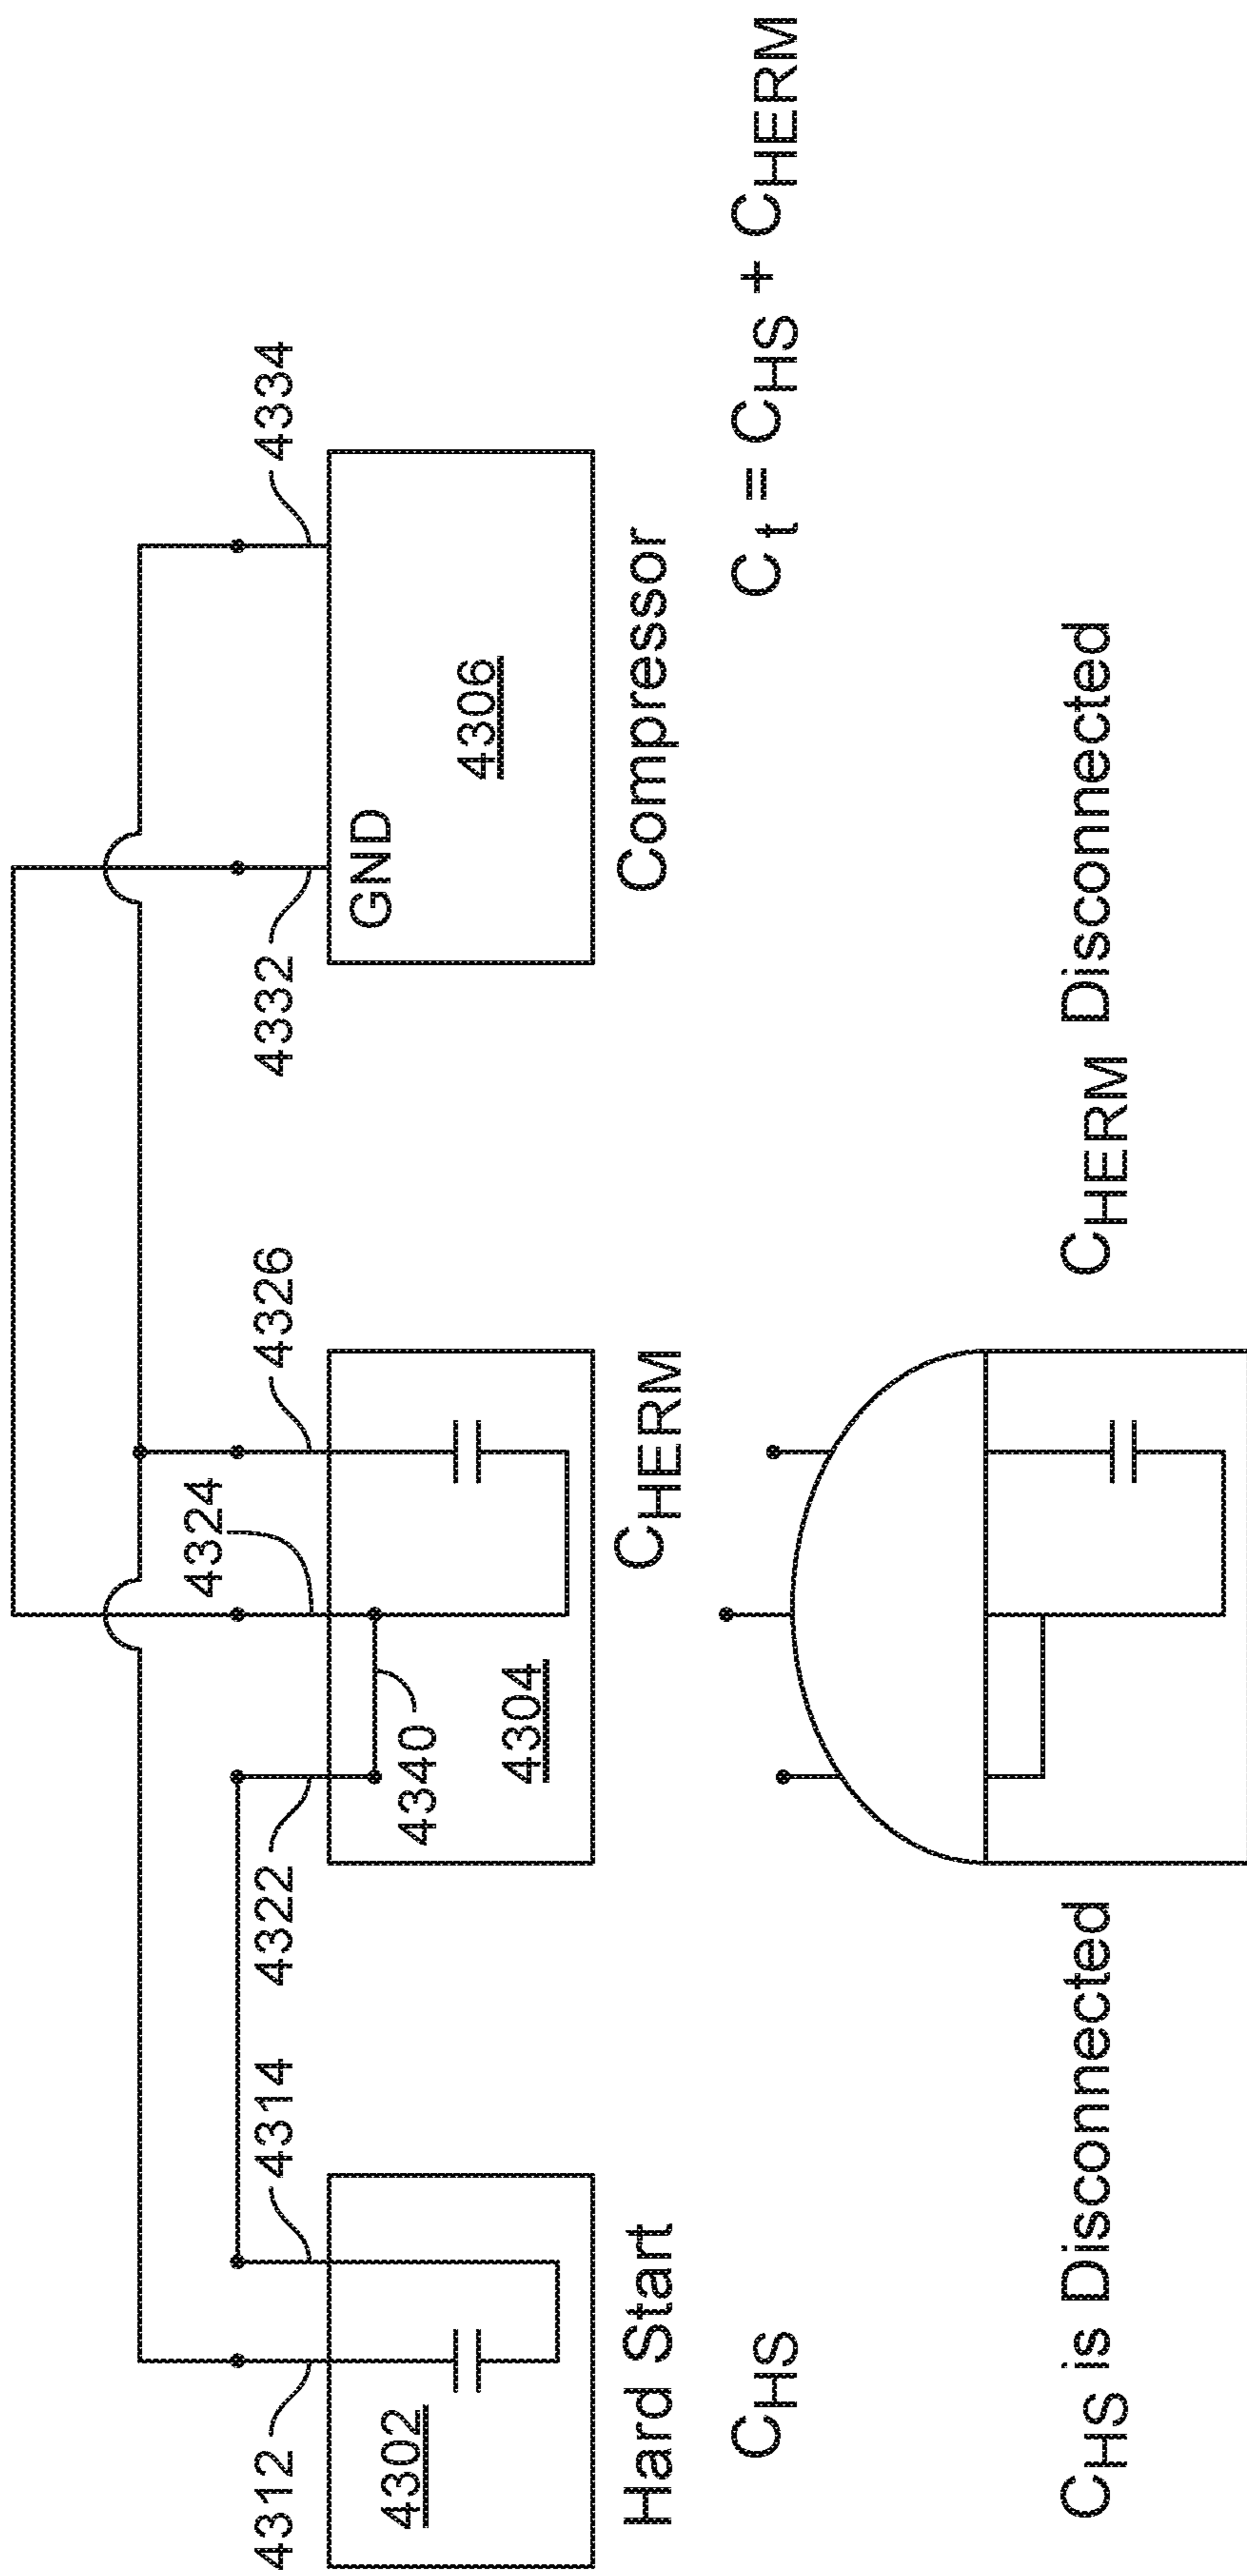 4312
4314
4322
4324
4326
4332
4334
4302
4340
4304
GND
4306
Hard Start
C_HERM
Compressor
C_HS
C_t = C_HS + C_HERM
C_HS is Disconnected
C_HERM Disconnected